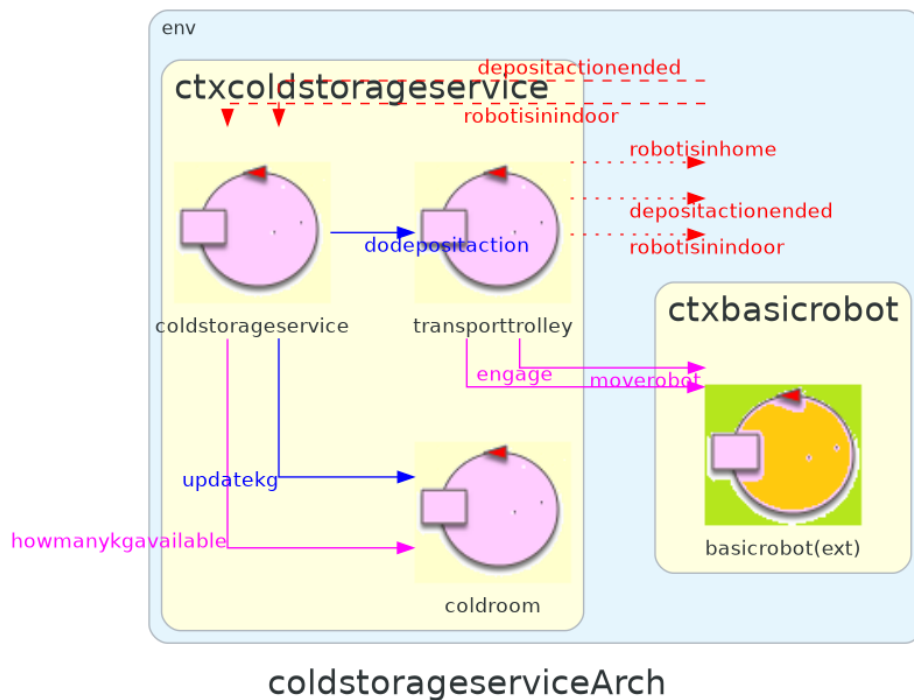 env
depositactionended
ctxcoldstorageservice
robotisinindoor
robotisinhome
depositactionended
dodepositaction
robotisinindoor
ctxbasicrobot
coldstorageservice
transporttrolley
engage
moverobot
updatekg
howmanykgavailable
basicrobot(ext)
coldroom
coldstorageserviceArch